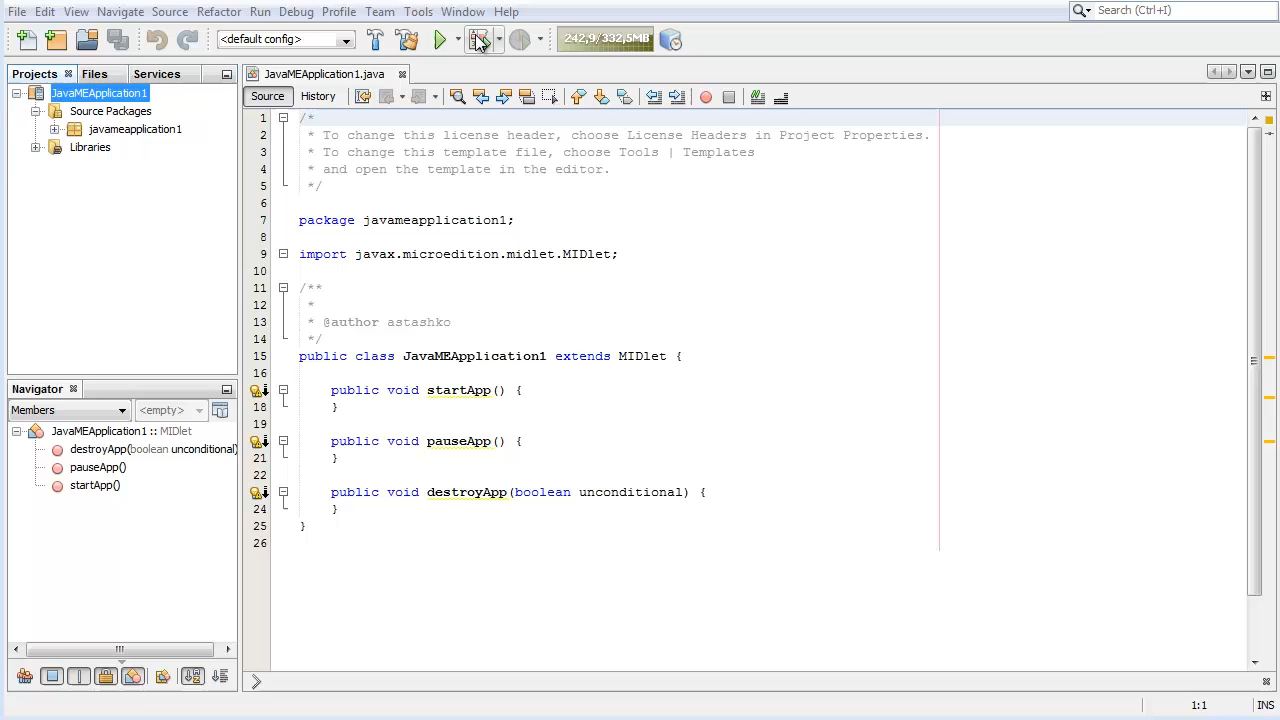 File Edit View Navigate Source Refactor Run Debug Profile Team Tools Window Help
Search (Ctrl+I)
<default config>
242,9/332,5MB
Projects Files Services
JavaMEApplication1
Source Packages
javameapplication1
Libraries
JavaMEApplication1.java
Source History
1 /*
2 * To change this license header, choose License Headers in Project Properties.
3 * To change this template file, choose Tools | Templates
4 * and open the template in the editor.
5 */
6
7 package javameapplication1;
8
9 import javax.microedition.midlet.MIDlet;
10
11 /**
12 *
13 * @author astashko
14 */
15 public class JavaMEApplication1 extends MIDlet {
16
public void startApp() {
18 }
19
public void pauseApp() {
21 }
22
public void destroyApp(boolean unconditional) {
24 }
25 }
26
Navigator
Members <empty>
JavaMEApplication1 :: MIDlet
destroyApp(boolean unconditional)
pauseApp()
startApp()
1:1 INS